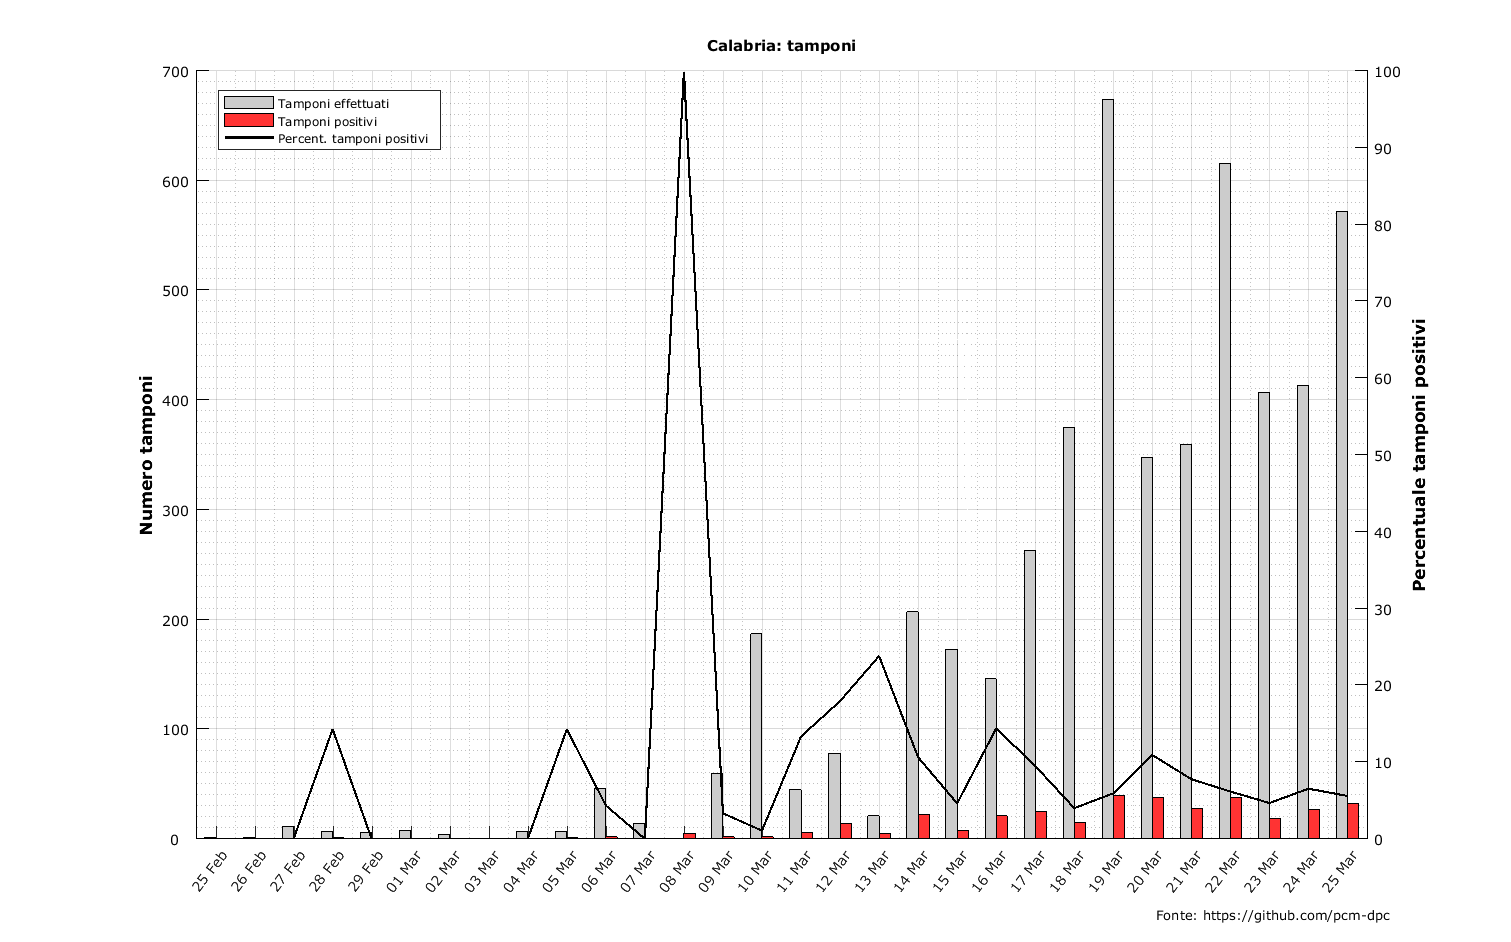 Calabria: tamponi
Tamponi effettuati
Tamponi positivi
Percent. tamponi positivi
Numero tamponi
700
600
500
400
300
200
100
0
Percentuale tamponi positivi
100
90
80
70
60
50
40
30
20
10
0
25 Feb
26 Feb
27 Feb
28 Feb
29 Feb
01 Mar
02 Mar
03 Mar
04 Mar
05 Mar
06 Mar
07 Mar
08 Mar
09 Mar
10 Mar
11 Mar
12 Mar
13 Mar
14 Mar
15 Mar
16 Mar
17 Mar
18 Mar
19 Mar
20 Mar
21 Mar
22 Mar
23 Mar
24 Mar
25 Mar
Fonte: https://github.com/pcm-dpc